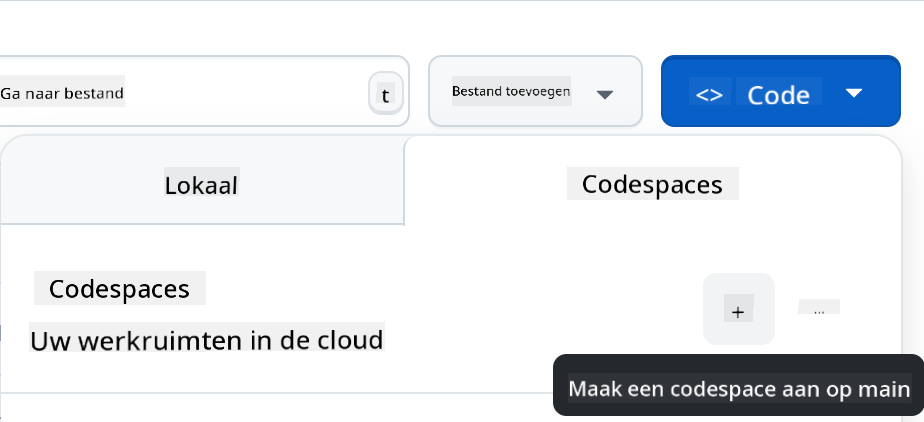 Ga naar bestand
t
Bestand toevoegen
<> Code
Lokaal
Codespaces
Codespaces
+
...
Uw werkruimten in de cloud
Maak een codespace aan op main